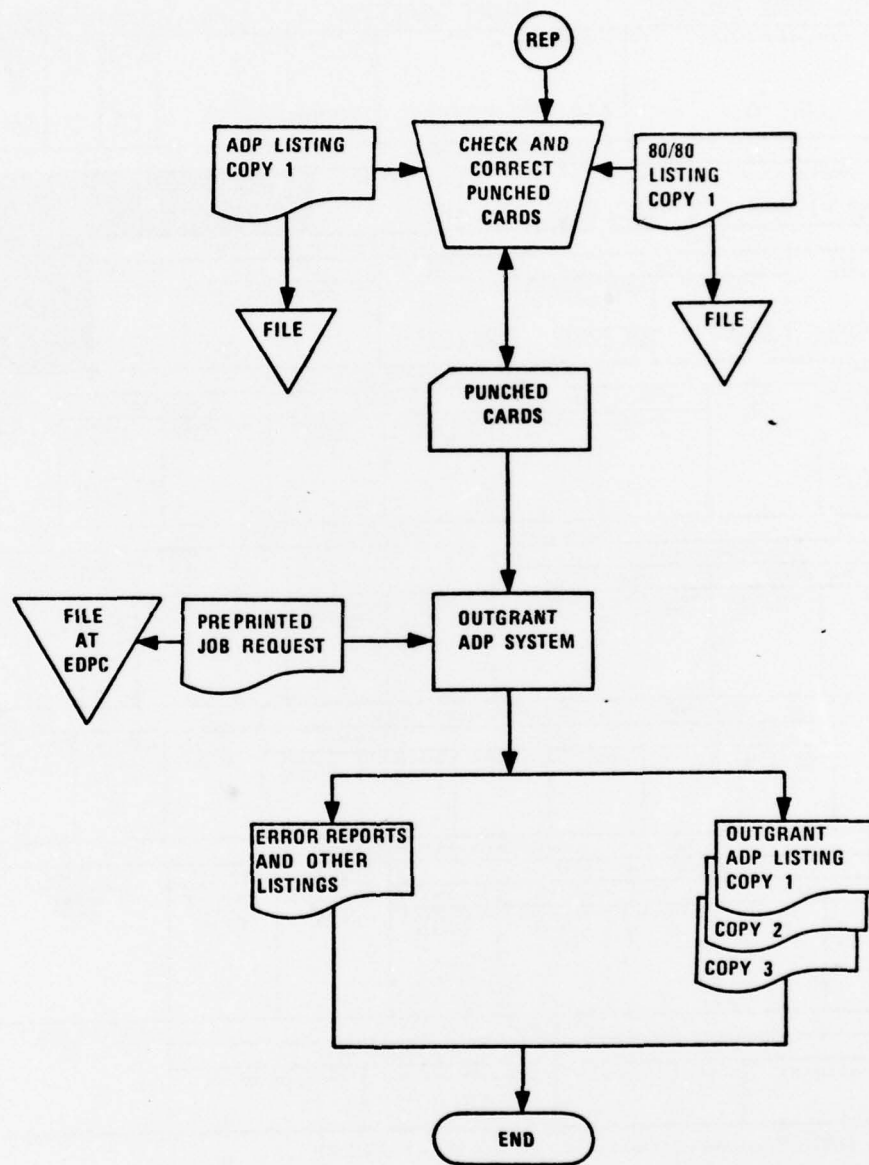 REP
ADP LISTING
COPY 1
CHECK AND
CORRECT
PUNCHED
CARDS
80/80
LISTING
COPY 1
FILE
FILE
PUNCHED
CARDS
FILE
AT
EDPC
PREPRINTED
JOB REQUEST
OUTGRANT
ADP SYSTEM
ERROR REPORTS
AND OTHER
LISTINGS
OUTGRANT
ADP LISTING
COPY 1
COPY 2
COPY 3
END